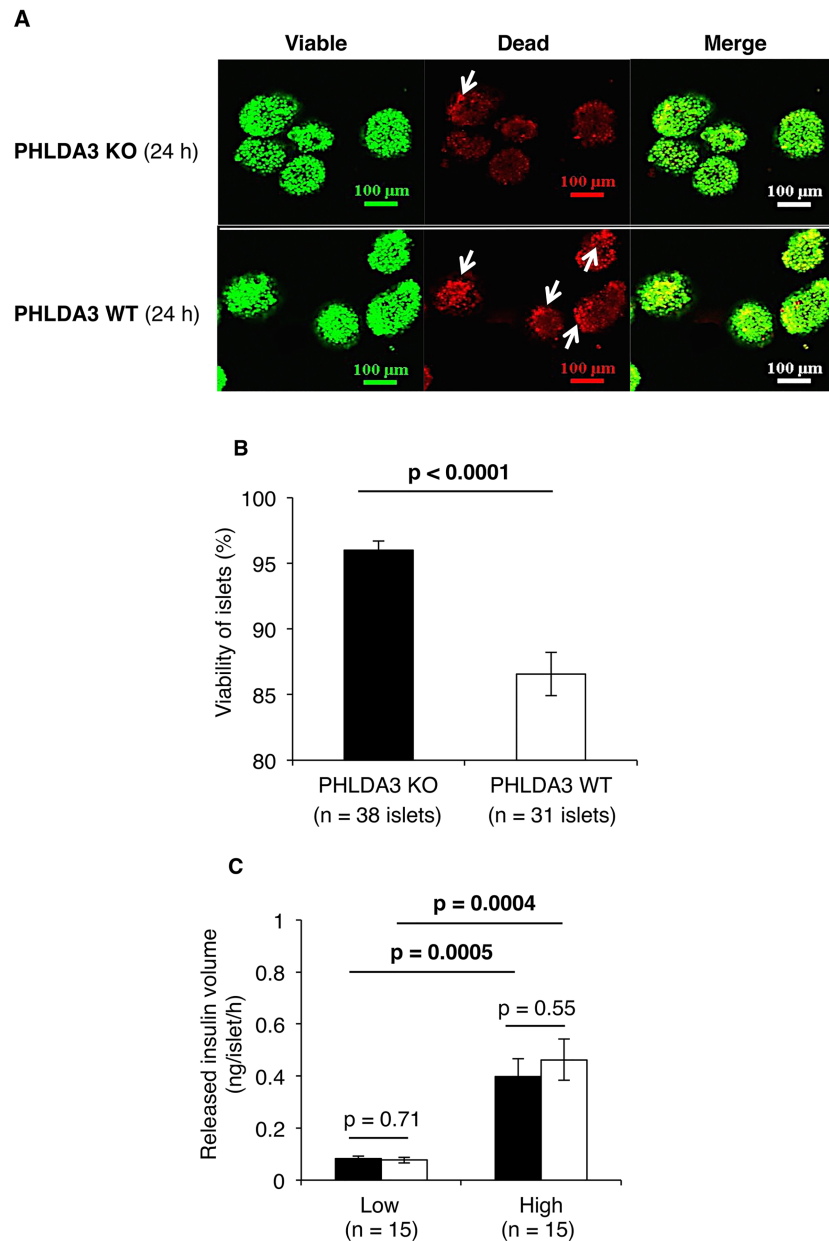 A
Viable Dead Merge
PHLDA3 KO (24 h)
100 µm 100 µm 100 µm
PHLDA3 WT (24 h)
100 µm 100 µm 100 µm
B
p < 0.0001
Viability of islets (%)
100
95
90
85
80
PHLDA3 KO PHLDA3 WT
(n = 38 islets) (n = 31 islets)
C
p = 0.0004
p = 0.0005
p = 0.55
p = 0.71
Released insulin volume
(ng/islet/h)
1
0.8
0.6
0.4
0.2
0
Low High
(n = 15) (n = 15)